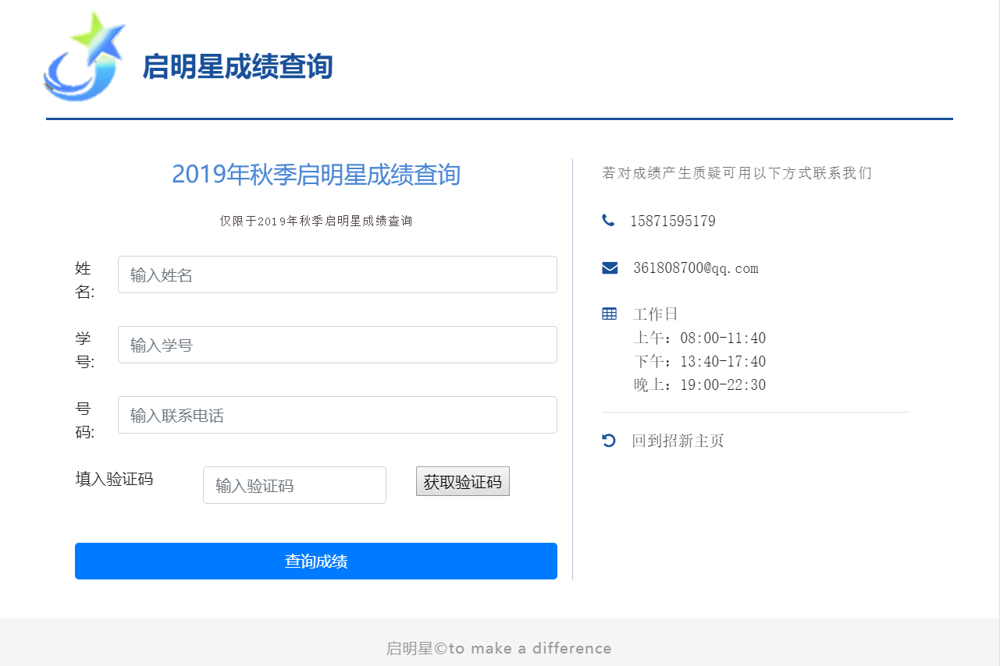 启明星成绩查询
2019年秋季启明星成绩查询
仅限于2019年秋季启明星成绩查询
姓
名:
输入姓名
学
号:
输入学号
号
码:
输入联系电话
填入验证码
输入验证码
获取验证码
查询成绩
若对成绩产生质疑可用以下方式联系我们
15871595179
361808700@qq.com
工作日
上午：08:00-11:40
下午：13:40-17:40
晚上：19:00-22:30
回到招新主页
启明星©to make a difference